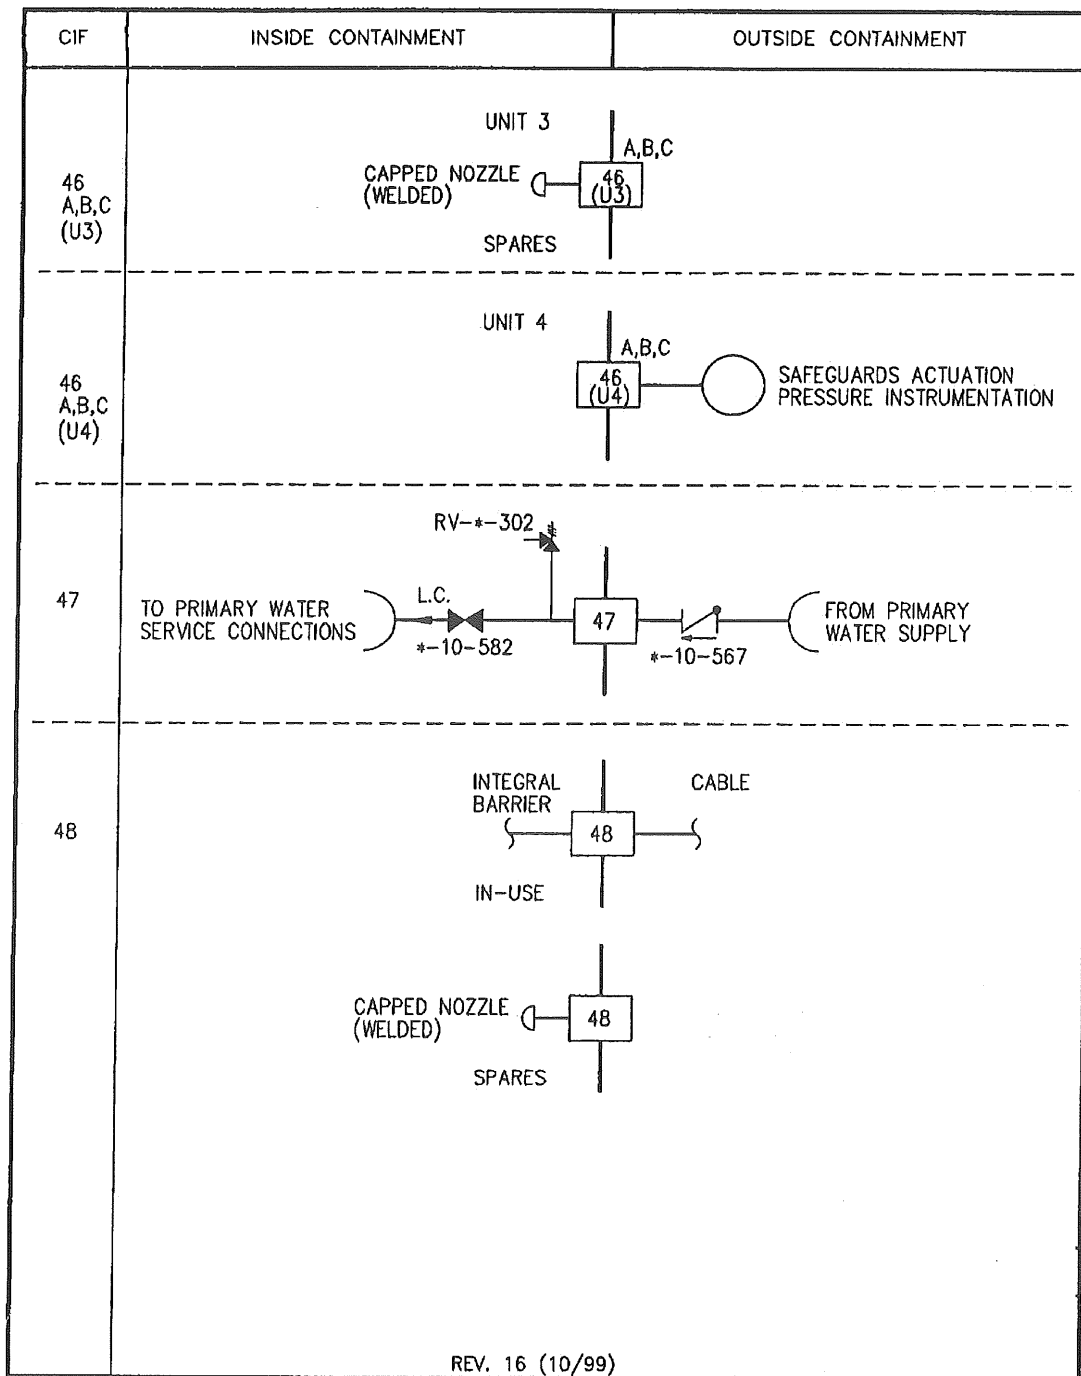 CIF
INSIDE CONTAINMENT
OUTSIDE CONTAINMENT
46
A,B,C
(U3)
UNIT 3
CAPPED NOZZLE
(WELDED)
A,B,C
46
(U3)
SPARES
46
A,B,C
(U4)
UNIT 4
A,B,C
46
(U4)
SAFEGUARDS ACTUATION
PRESSURE INSTRUMENTATION
47
RV-*-302
TO PRIMARY WATER
SERVICE CONNECTIONS
L.C.
*-10-582
47
*-10-567
FROM PRIMARY
WATER SUPPLY
48
INTEGRAL
BARRIER
48
CABLE
IN-USE
CAPPED NOZZLE
(WELDED)
48
SPARES
REV. 16 (10/99)